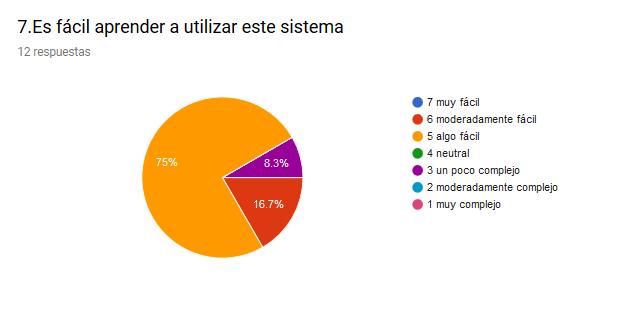 7.Es fácil aprender a utilizar este sistema
12 respuestas
75%
8.3%
16.7%
7 muy fácil
6 moderadamente fácil
5 algo fácil
4 neutral
3 un poco complejo
2 moderadamente complejo
1 muy complejo